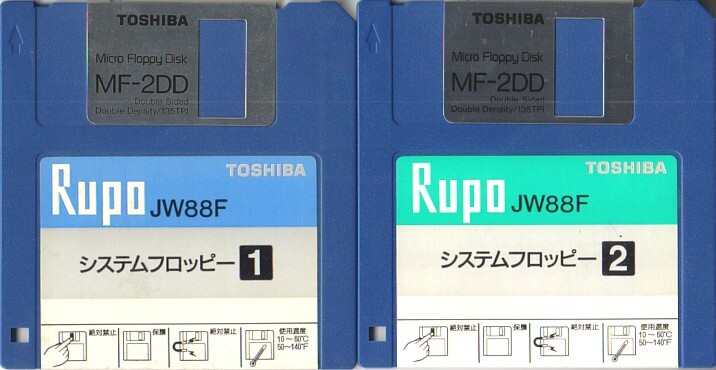 TOSHIBA
Micro Floppy Disk
MF-2DD
Double Sided
Double Density/135TPI
TOSHIBA
Rupo JW88F
システムフロッピー 1
絶対禁止
保護
絶対禁止
使用温度
10～60℃
50～140°F
TOSHIBA
Micro Floppy Disk
MF-2DD
Double Sided
Double Density/135TPI
TOSHIBA
Rupo JW88F
システムフロッピー 2
絶対禁止
保護
絶対禁止
使用温度
10～60℃
50～140°F